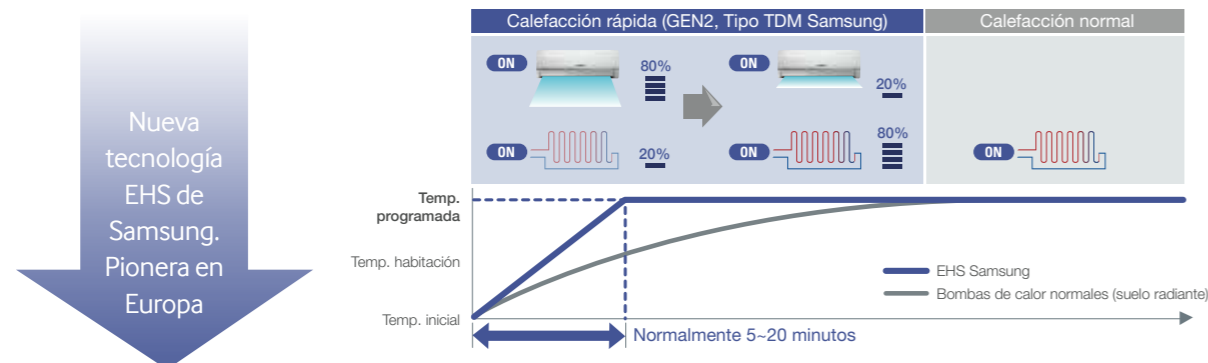 Nueva
tecnología
EHS de
Samsung.
Pionera en
Europa
Calefacción rápida (GEN2, Tipo TDM Samsung)
Calefacción normal
ON
80%
ON
20%
ON
20%
ON
80%
ON
Temp.
programada
Temp. habitación
Temp. inicial
EHS Samsung
Bombas de calor normales (suelo radiante)
Normalmente 5~20 minutos